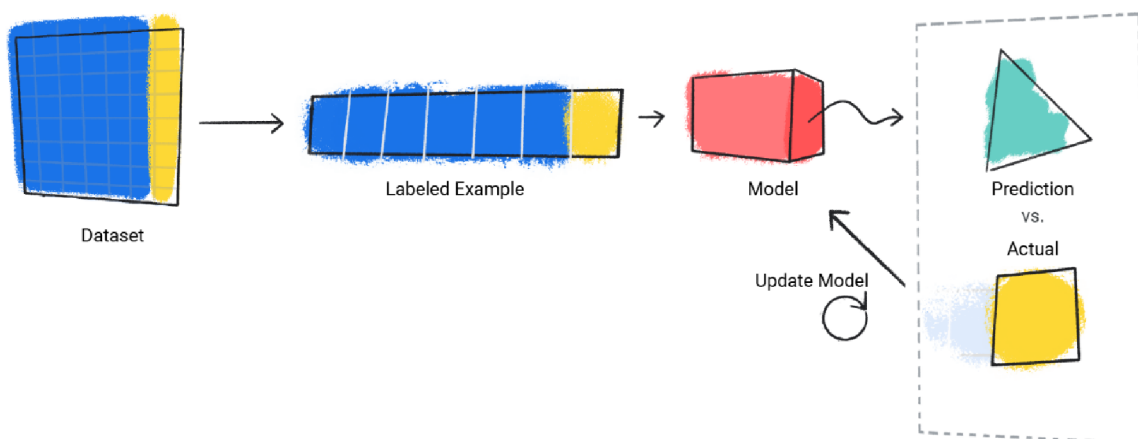 Dataset
Labeled Example
Model
Prediction
vs.
Actual
Update Model